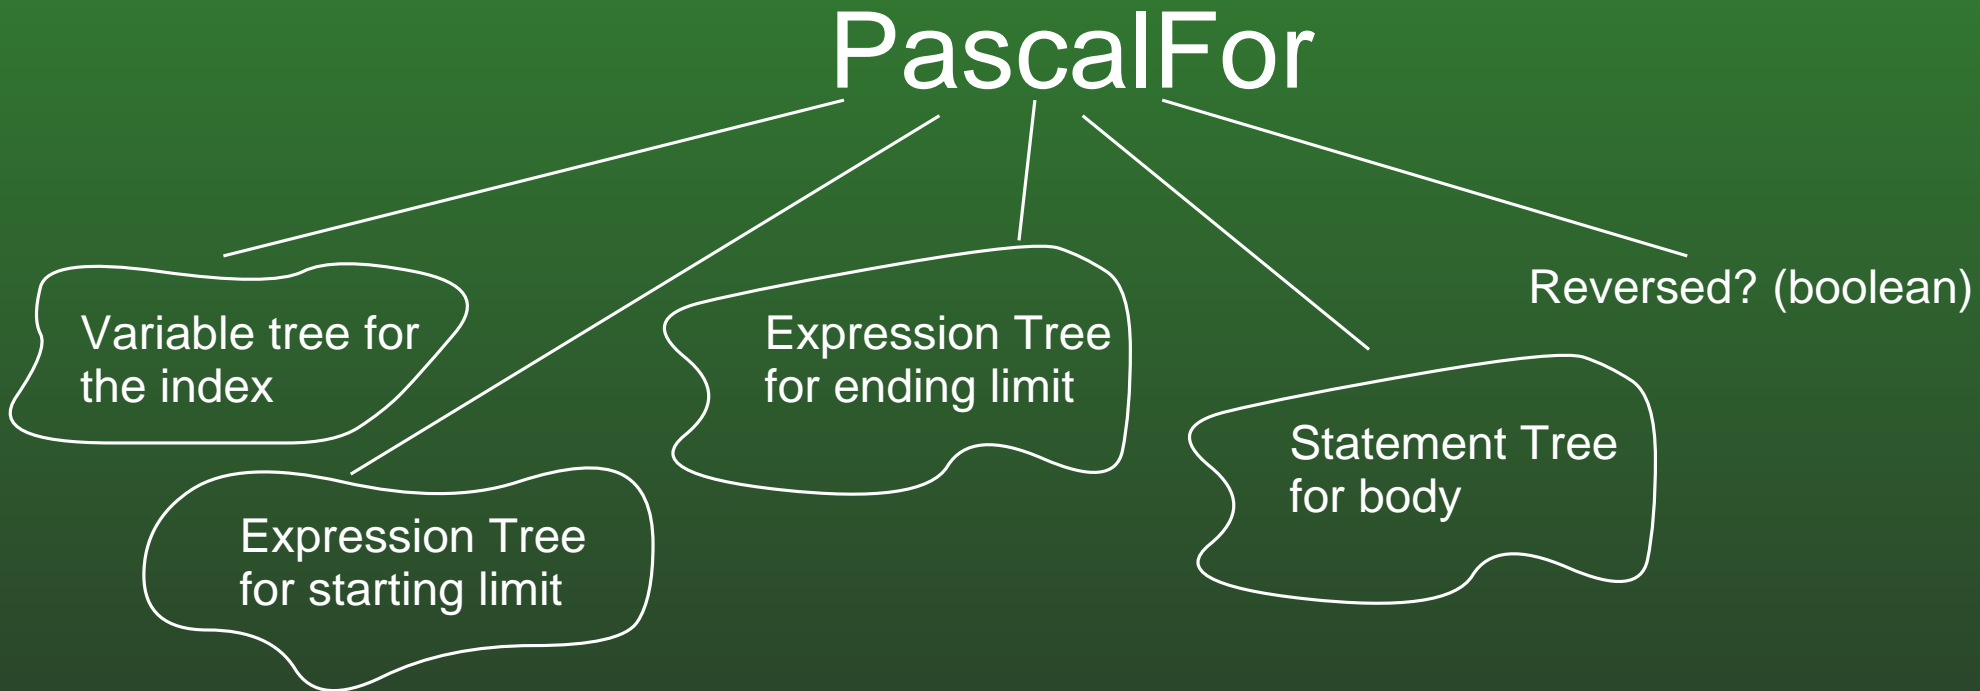 PascalFor
Variable tree for
the index
Expression Tree
for starting limit
Expression Tree
for ending limit
Statement Tree
for body
Reversed? (boolean)